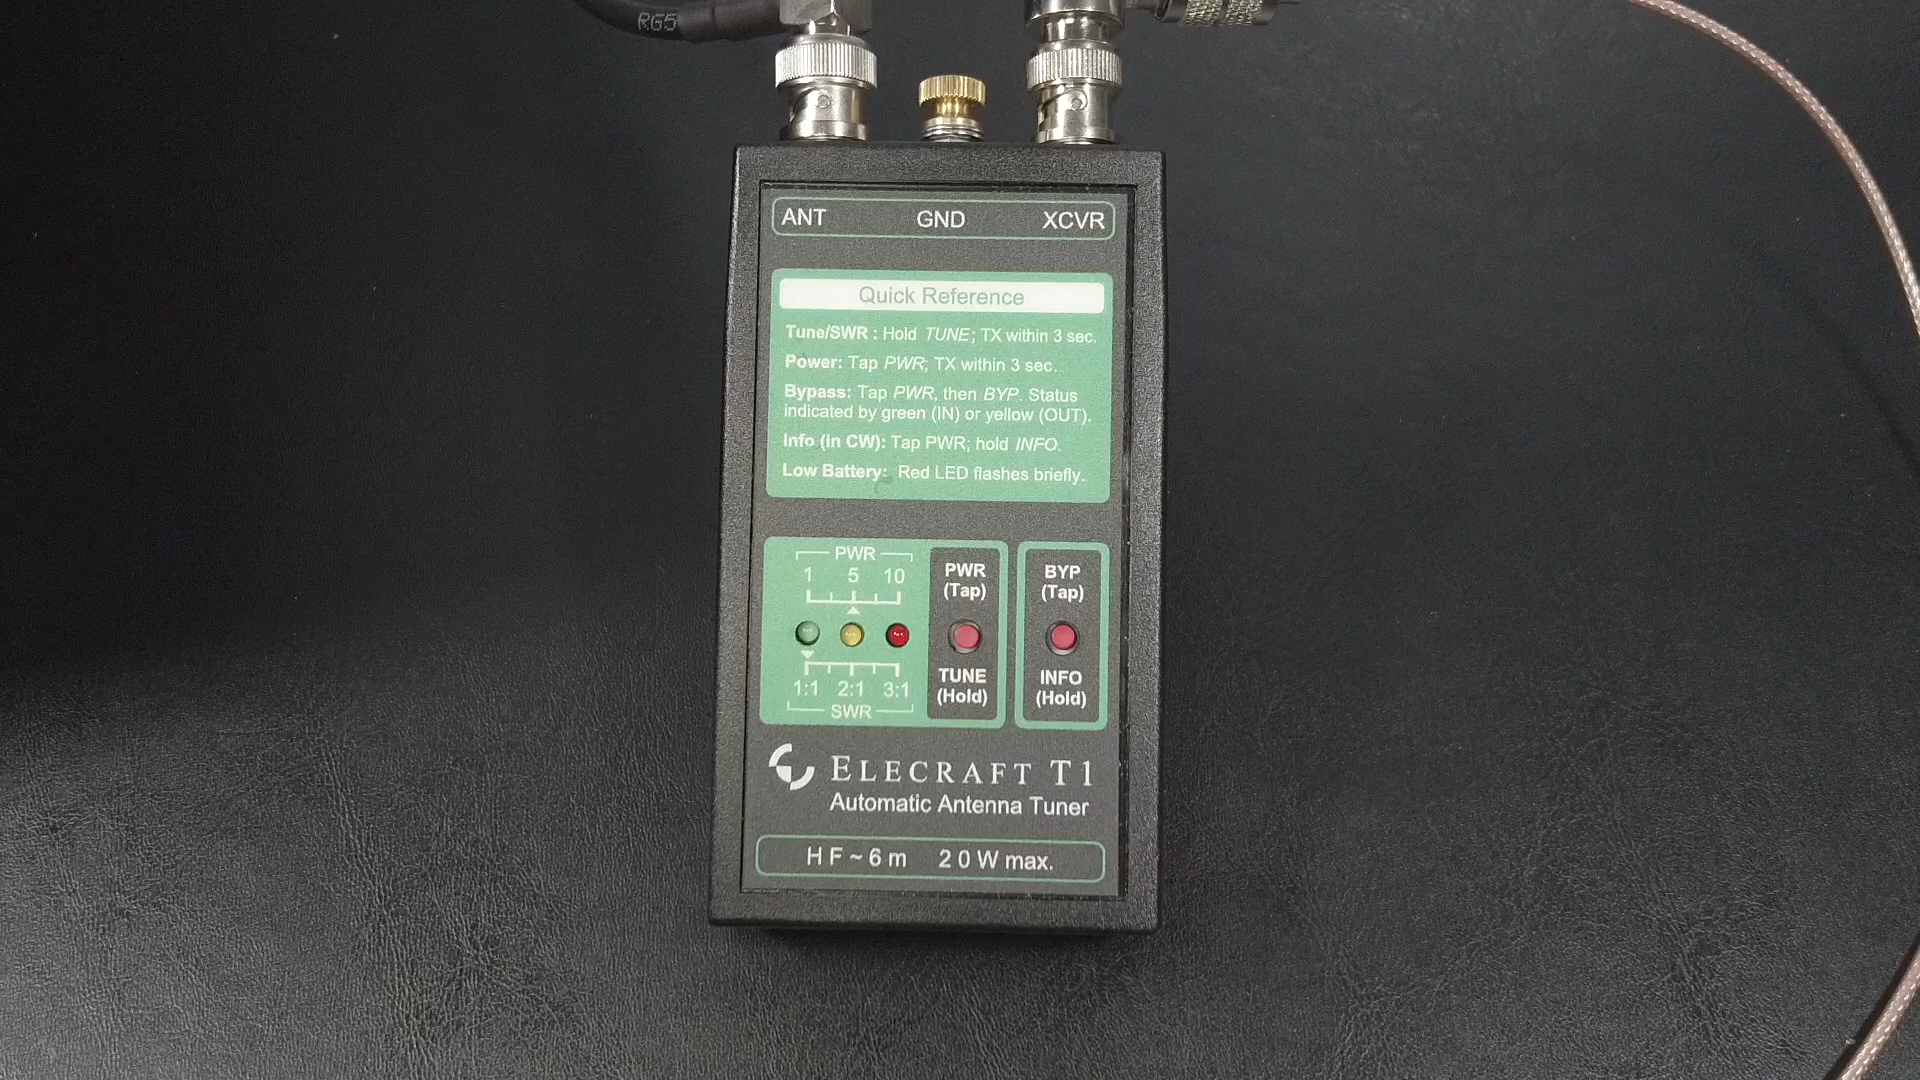 RG5
ANT GND XCVR
Quick Reference
Tune/SWR : Hold TUNE; TX within 3 sec.
Power: Tap PWR; TX within 3 sec.
Bypass: Tap PWR, then BYP. Status
indicated by green (IN) or yellow (OUT).
Info (in CW): Tap PWR; hold INFO.
Low Battery: Red LED flashes briefly.
PWR
1 5 10
1:1 2:1 3:1
SWR
PWR
(Tap)
TUNE
(Hold)
BYP
(Tap)
INFO
(Hold)
ELECRAFT T1
Automatic Antenna Tuner
HF~6m 20W max.